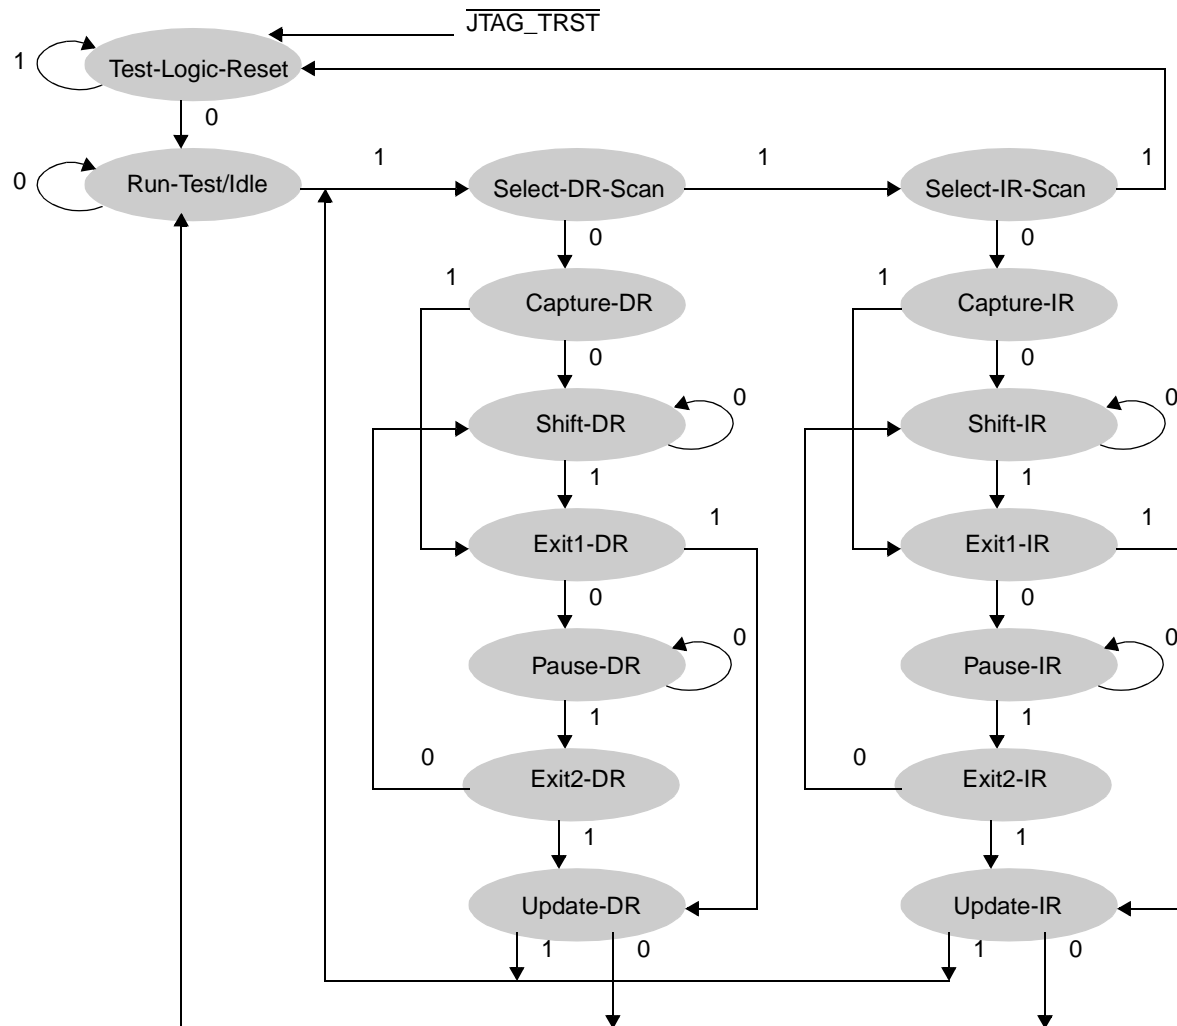 JTAG_TRST
1
Test-Logic-Reset
0
0
Run-Test/Idle
1
Select-DR-Scan
1
Select-IR-Scan
1
0
0
1
Capture-DR
1
Capture-IR
0
0
Shift-DR
0
Shift-IR
0
1
1
Exit1-DR
1
Exit1-IR
1
0
0
Pause-DR
0
Pause-IR
0
1
1
0
Exit2-DR
0
Exit2-IR
1
1
Update-DR
Update-IR
1
0
1
0